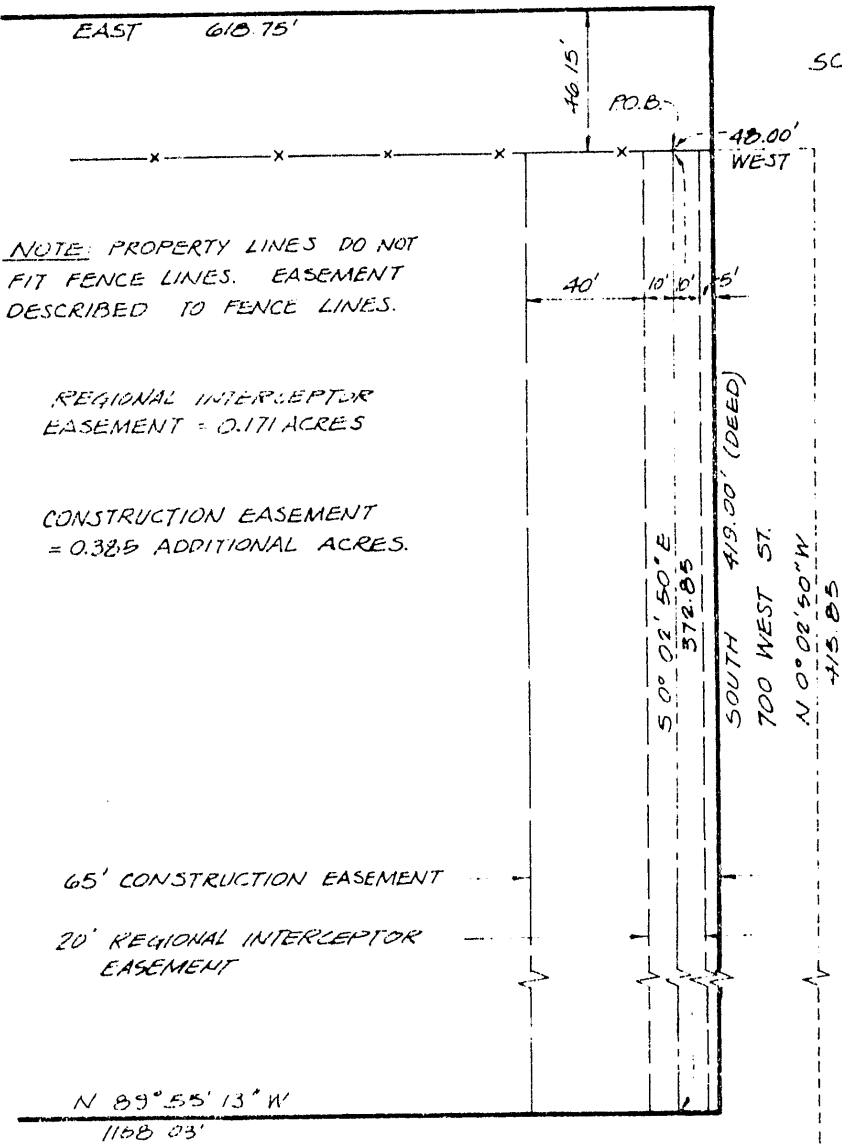 EAST 618.75'
SC
46.15'
P.O.B.
48.00'
WEST
NOTE: PROPERTY LINES DO NOT
FIT FENCE LINES. EASEMENT
DESCRIBED TO FENCE LINES.
40'
10'
5'
REGIONAL INTERCEPTOR
EASEMENT = 0.171 ACRES
CONSTRUCTION EASEMENT
= 0.385 ADDITIONAL ACRES.
S 0° 02' 50" E
372.85
SOUTH 419.00' (DEED)
700 WEST ST.
N 0° 02' 50" W
65' CONSTRUCTION EASEMENT
20' REGIONAL INTERCEPTOR
EASEMENT
N 89° 55' 13" W